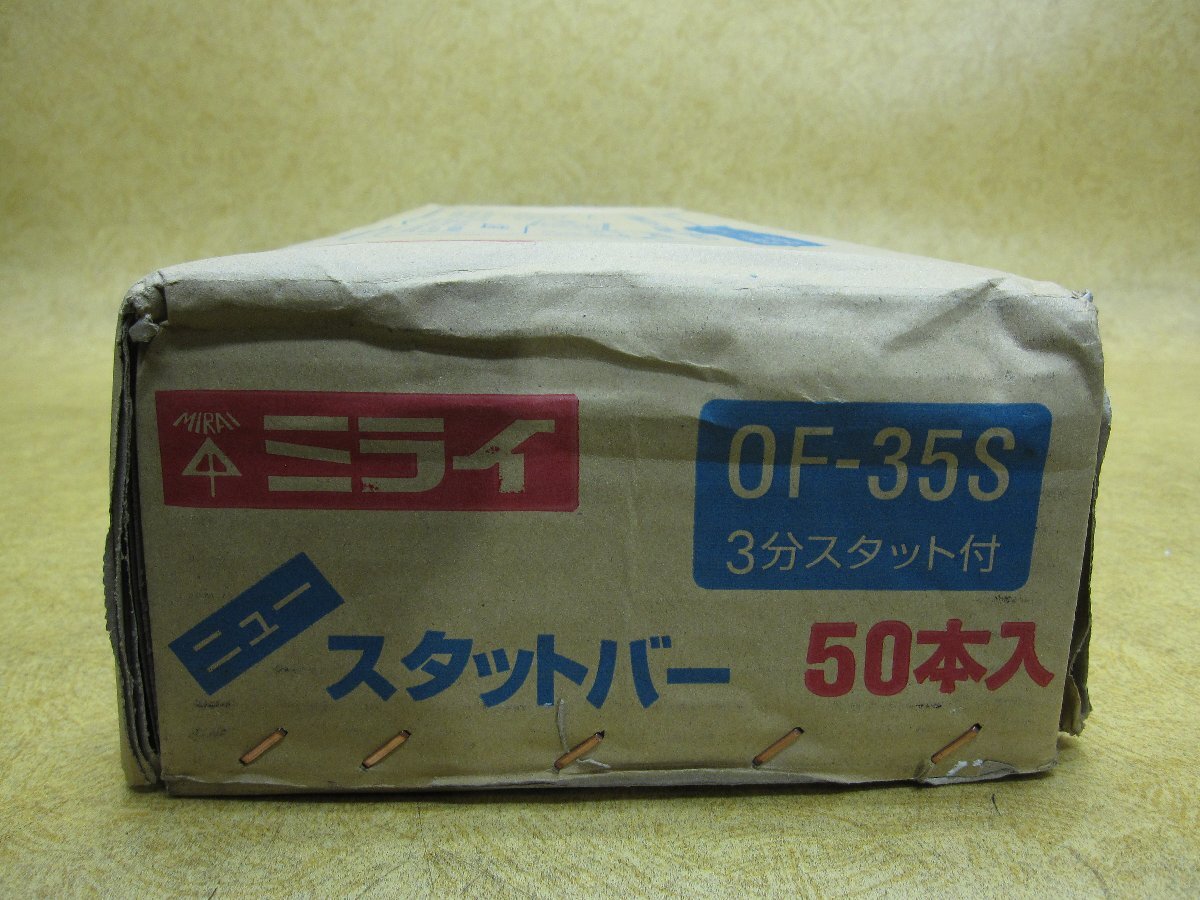 MIRAI
ミライ
OF-35S
3分スタット付
ニュー
スタットバー
50本入